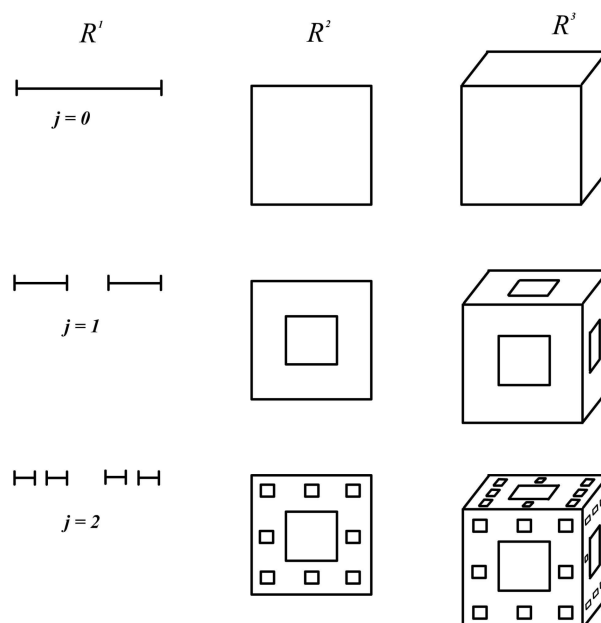 R¹ R² R³
j = 0
j = 1
j = 2